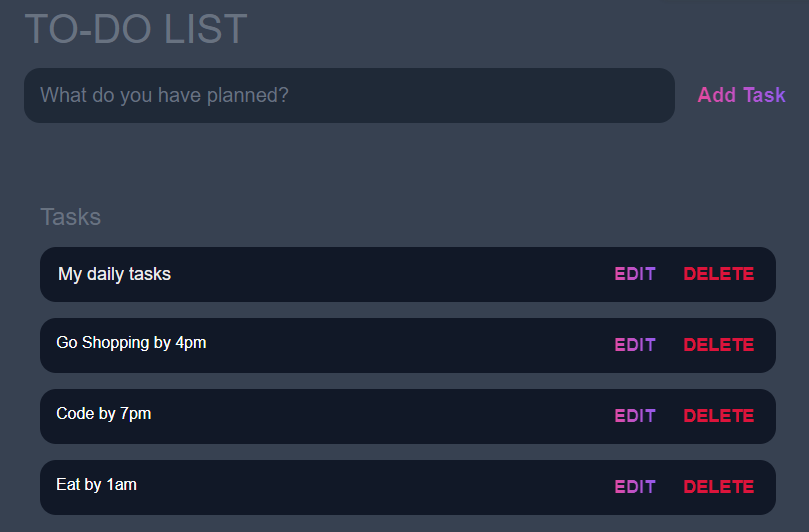 TO-DO LIST
What do you have planned? Add Task
Tasks
My daily tasks EDIT DELETE
Go Shopping by 4pm EDIT DELETE
Code by 7pm EDIT DELETE
Eat by 1am EDIT DELETE